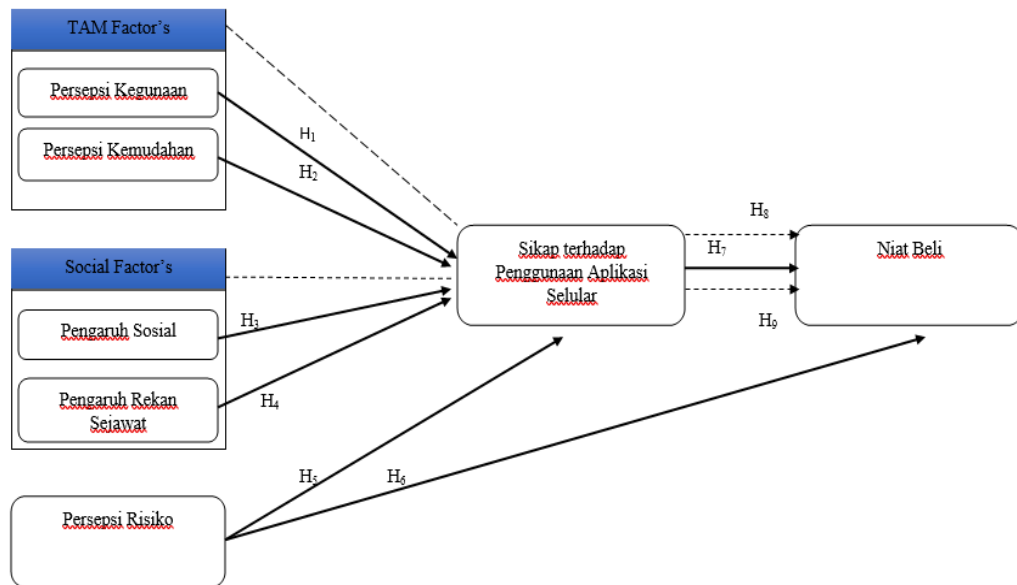 TAM Factor's
Persepsi Kegunaan
Persepsi Kemudahan
H₁
H₂
Social Factor's
Pengaruh Sosial
Pengaruh Rekan
Sejawat
H₃
H₄
Persepsi Risiko
H₅
H₆
Sikap terhadap
Penggunaan Aplikasi
Selular
H₈
H₇
H₉
Niat Beli